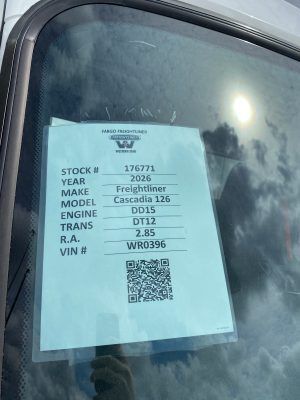 FARGO FREIGHTLINER
FREIGHTLINER
WESTERN STAR
STOCK # 176771
YEAR 2026
MAKE Freightliner
MODEL Cascadia 126
ENGINE DD15
TRANS DT12
R.A. 2.85
VIN # WR0396